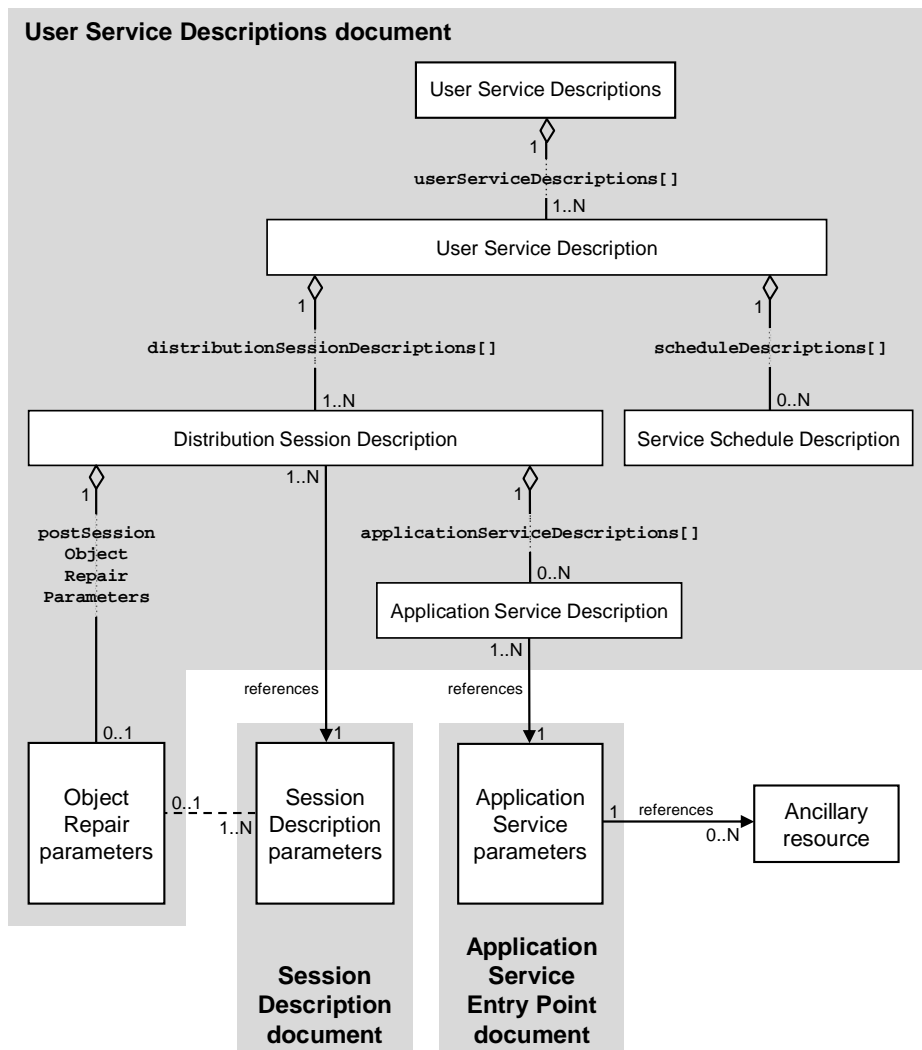 User Service Descriptions document
User Service Descriptions
1
userServiceDescriptions[]
1..N
User Service Description
1
1
distributionSessionDescriptions[]
scheduleDescriptions[]
1..N
0..N
Distribution Session Description
Service Schedule Description
1
1..N
1
postSession
Object
Repair
Parameters
applicationServiceDescriptions[]
0..N
Application Service Description
1..N
references
references
0..1
1
1
Object
Repair
parameters
0..1
1..N
Session
Description
parameters
Application
Service
parameters
1
references
0..N
Ancillary
resource
Session
Description
document
Application
Service
Entry Point
document